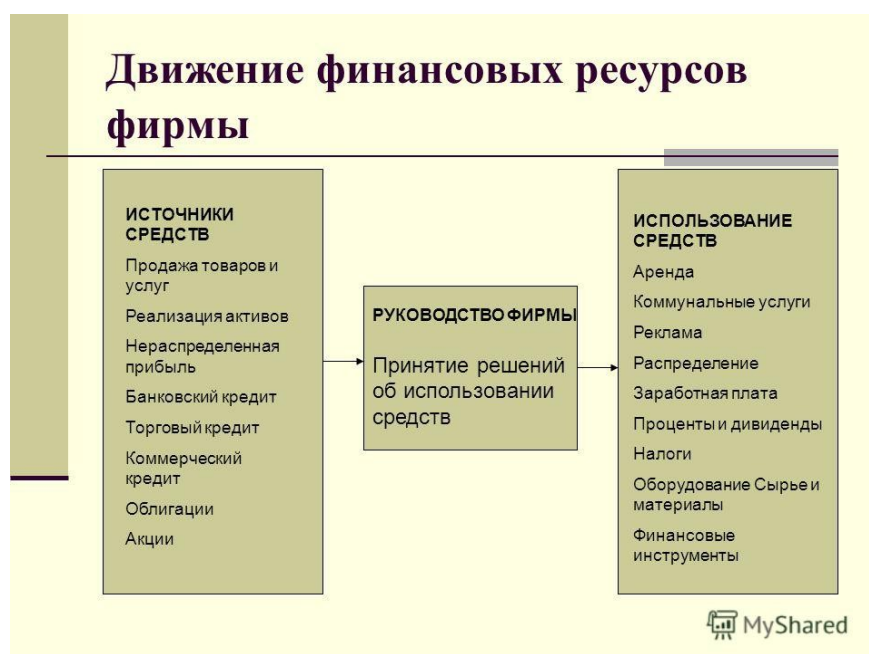 Движение финансовых ресурсов
фирмы
ИСТОЧНИКИ
СРЕДСТВ
Продажа товаров и
услуг
Реализация активов
Нераспределенная
прибыль
Банковский кредит
Торговый кредит
Коммерческий
кредит
Облигации
Акции
РУКОВОДСТВО ФИРМЫ
Принятие решений
об использовании
средств
ИСПОЛЬЗОВАНИЕ
СРЕДСТВ
Аренда
Коммунальные услуги
Реклама
Распределение
Заработная плата
Проценты и дивиденды
Налоги
Оборудование Сырье и
материалы
Финансовые
инструменты
MyShared